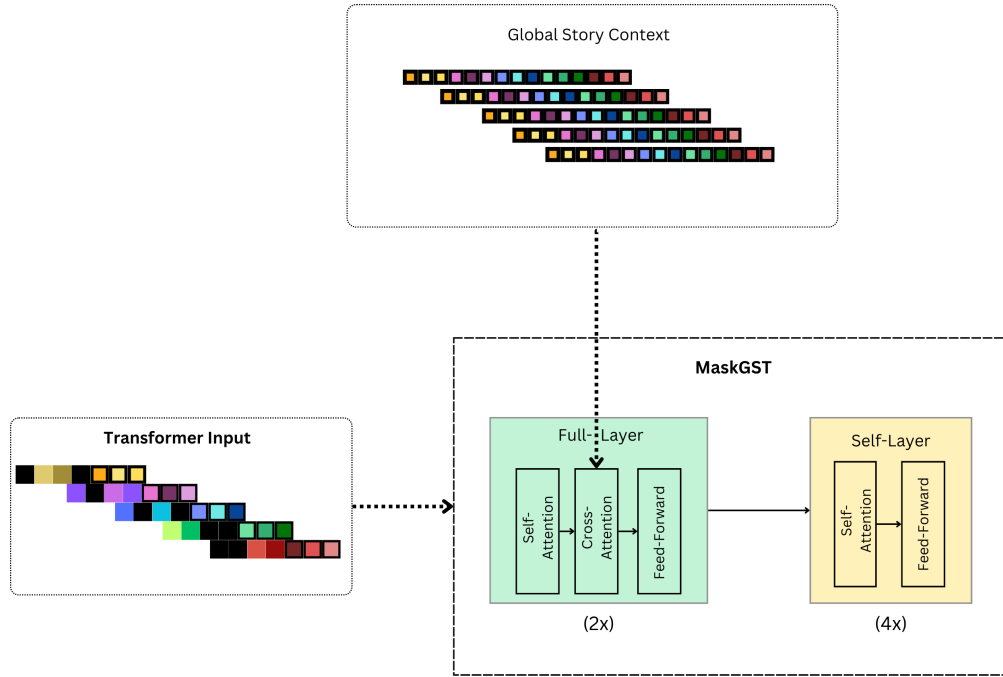 Global Story Context
MaskGST
Transformer Input
Full- Layer
Self-
Attention
Cross-
Attention
Feed-Forward
(2x)
Self-Layer
Self-
Attention
Feed-Forward
(4x)